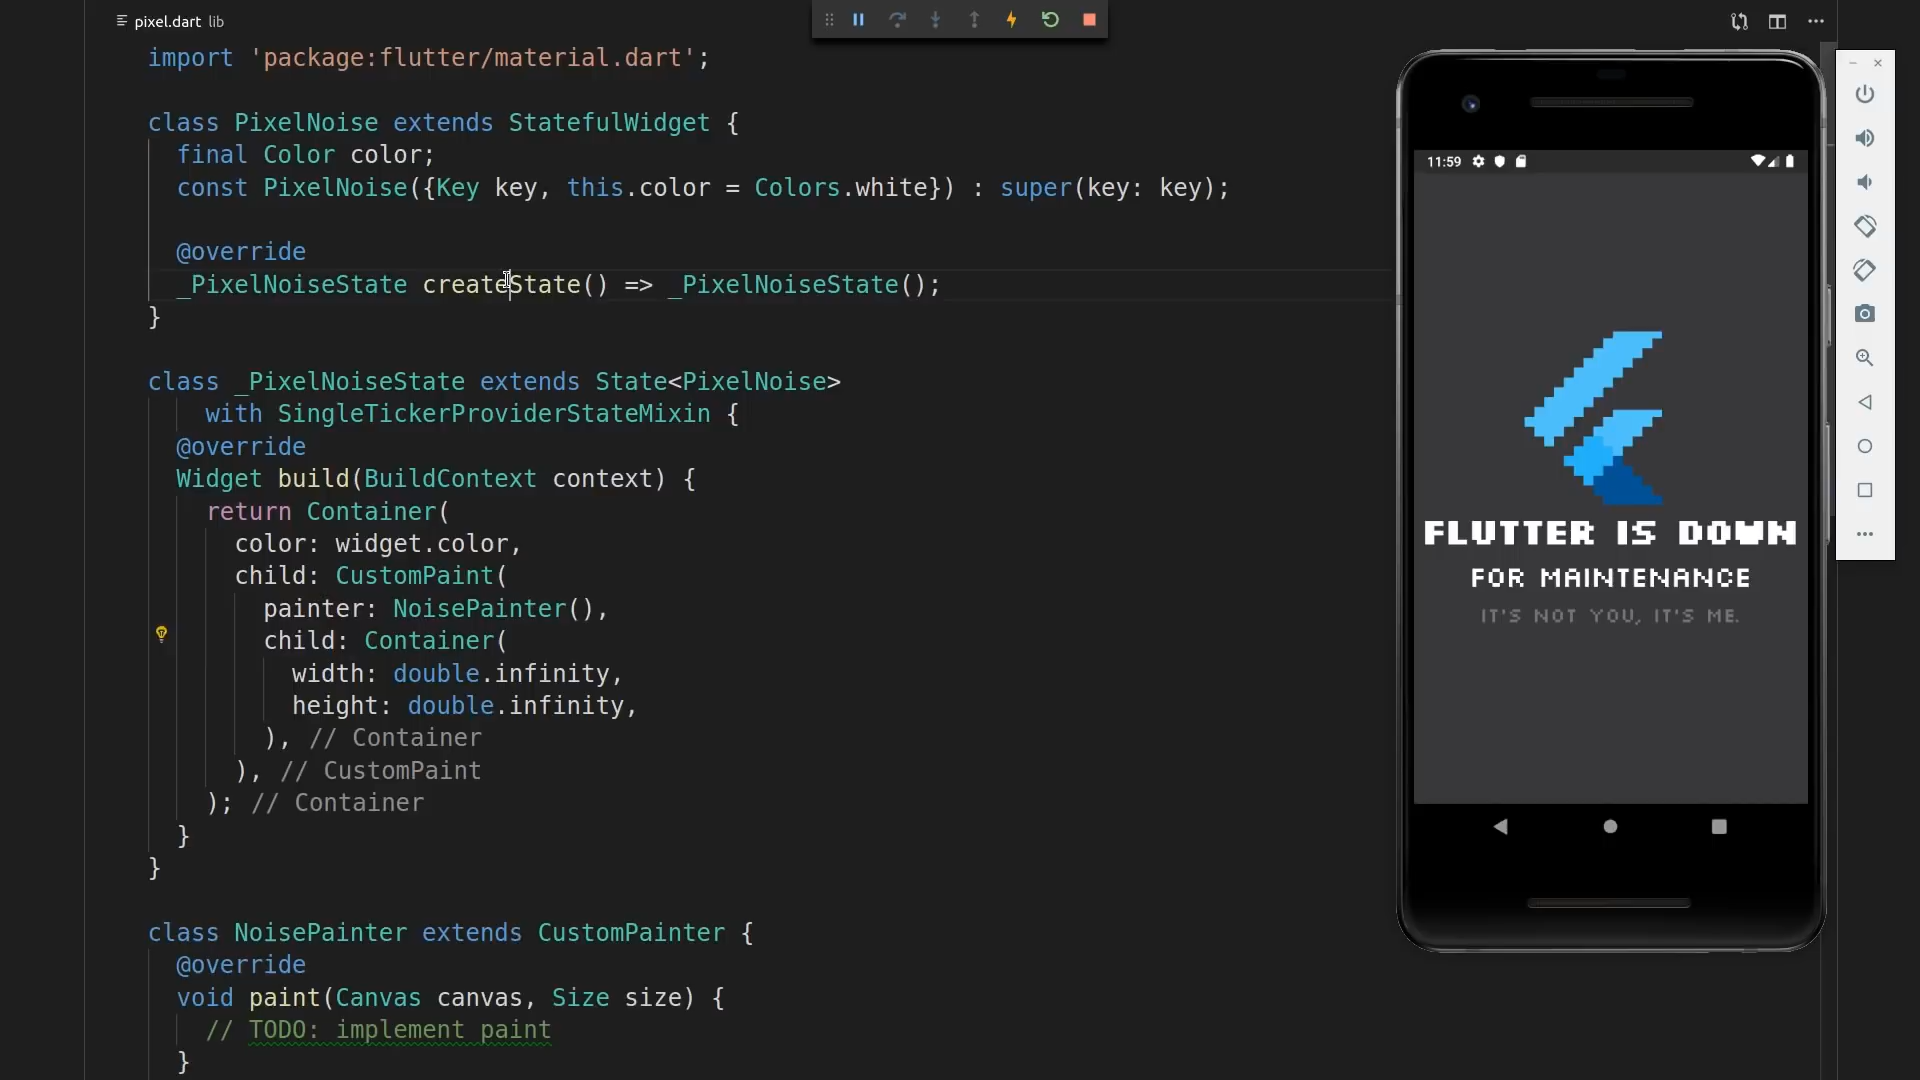 pixel.dart lib
import 'package:flutter/material.dart';
class PixelNoise extends StatefulWidget {
final Color color;
const PixelNoise({Key key, this.color = Colors.white}) : super(key: key);
@override
_PixelNoiseState createState() => _PixelNoiseState();
}
class _PixelNoiseState extends State<PixelNoise>
with SingleTickerProviderStateMixin {
@override
Widget build(BuildContext context) {
return Container(
color: widget.color,
child: CustomPaint(
painter: NoisePainter(),
child: Container(
width: double.infinity,
height: double.infinity,
), // Container
), // CustomPaint
); // Container
}
}
class NoisePainter extends CustomPainter {
@override
void paint(Canvas canvas, Size size) {
// TODO: implement paint
}
11:59
FLUTTER IS DOWN
FOR MAINTENANCE
IT'S NOT YOU, IT'S ME.